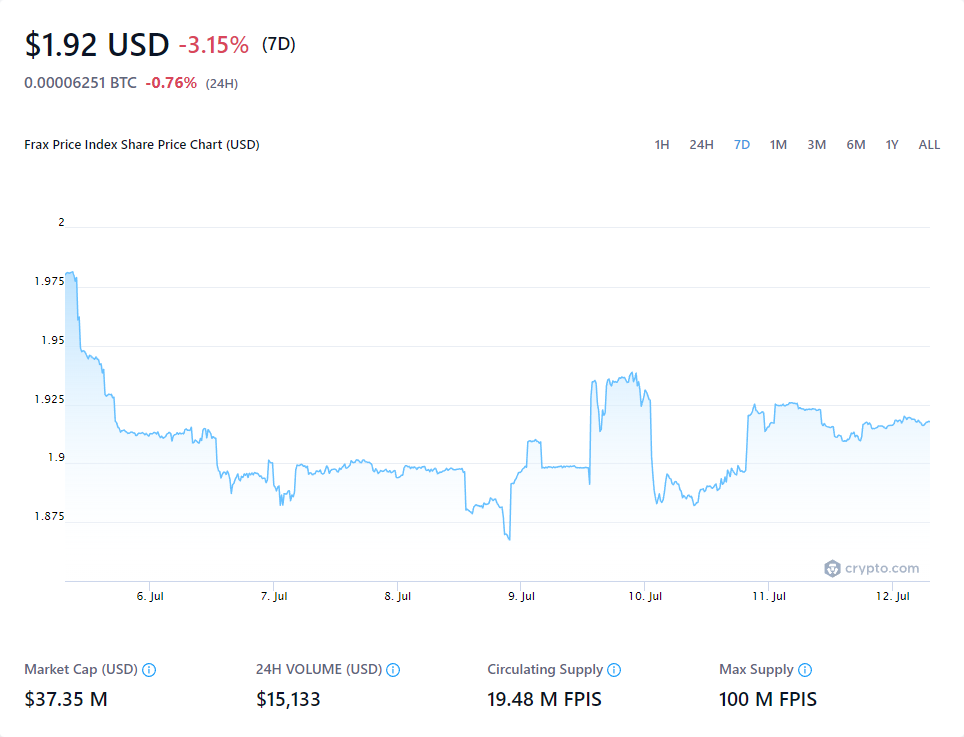 $1.92 USD -3.15% (7D)
0.00006251 BTC -0.76% (24H)
Frax Price Index Share Price Chart (USD)
1H 24H 7D 1M 3M 6M 1Y ALL
2
1.975
1.95
1.925
1.9
1.875
crypto.com
6. Jul 7. Jul 8. Jul 9. Jul 10. Jul 11. Jul 12. Jul
Market Cap (USD) 24H VOLUME (USD) Circulating Supply Max Supply
$37.35 M $15,133 19.48 M FPIS 100 M FPIS